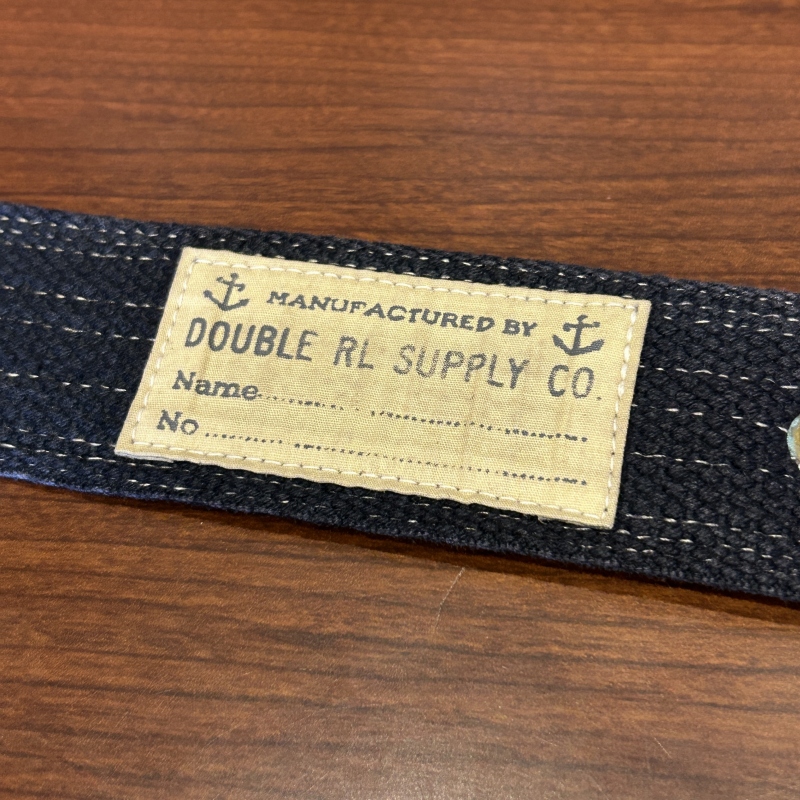 MANUFACTURED BY
DOUBLE RL SUPPLY CO.
Name
No